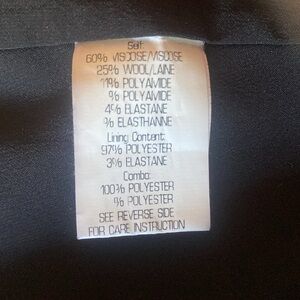 Self:
60% VISCOSE/VISCOSE
25% WOOL/LAINE
11% POLYAMIDE
% POLYAMIDE
4% ELASTANE
% ELASTHANNE
Lining Content:
97% POLYESTER
3% ELASTANE
Combo:
100% POLYESTER
% POLYESTER
SEE REVERSE SIDE
FOR CARE INSTRUCTION